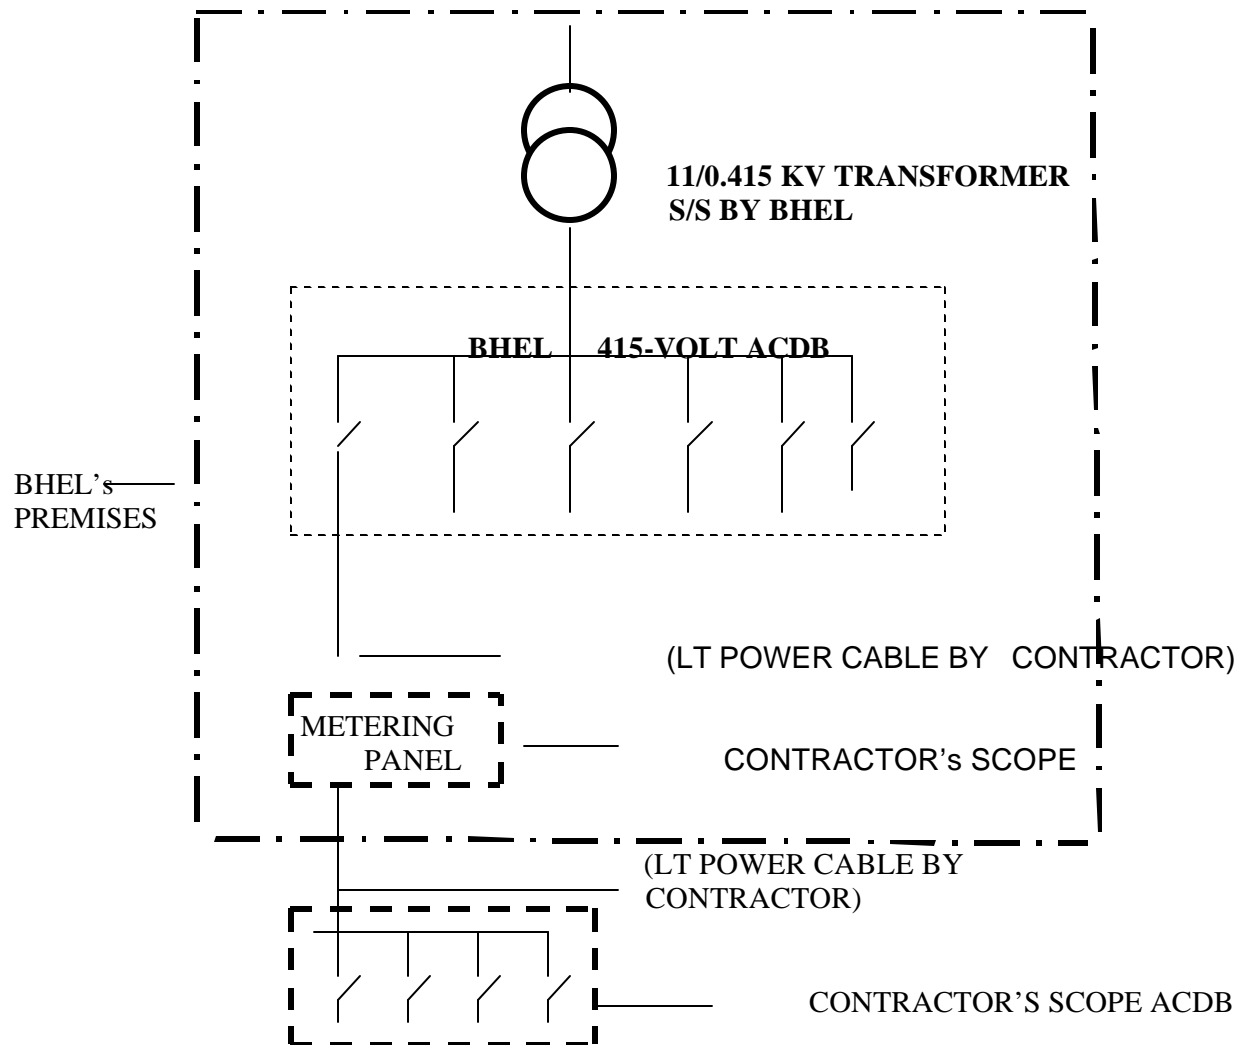 11/0.415 KV TRANSFORMER
S/S BY BHEL
BHEL 415-VOLT ACDB
BHEL’s
PREMISES
(LT POWER CABLE BY CONTRACTOR)
METERING
PANEL
CONTRACTOR’s SCOPE
(LT POWER CABLE BY
CONTRACTOR)
CONTRACTOR’S SCOPE ACDB